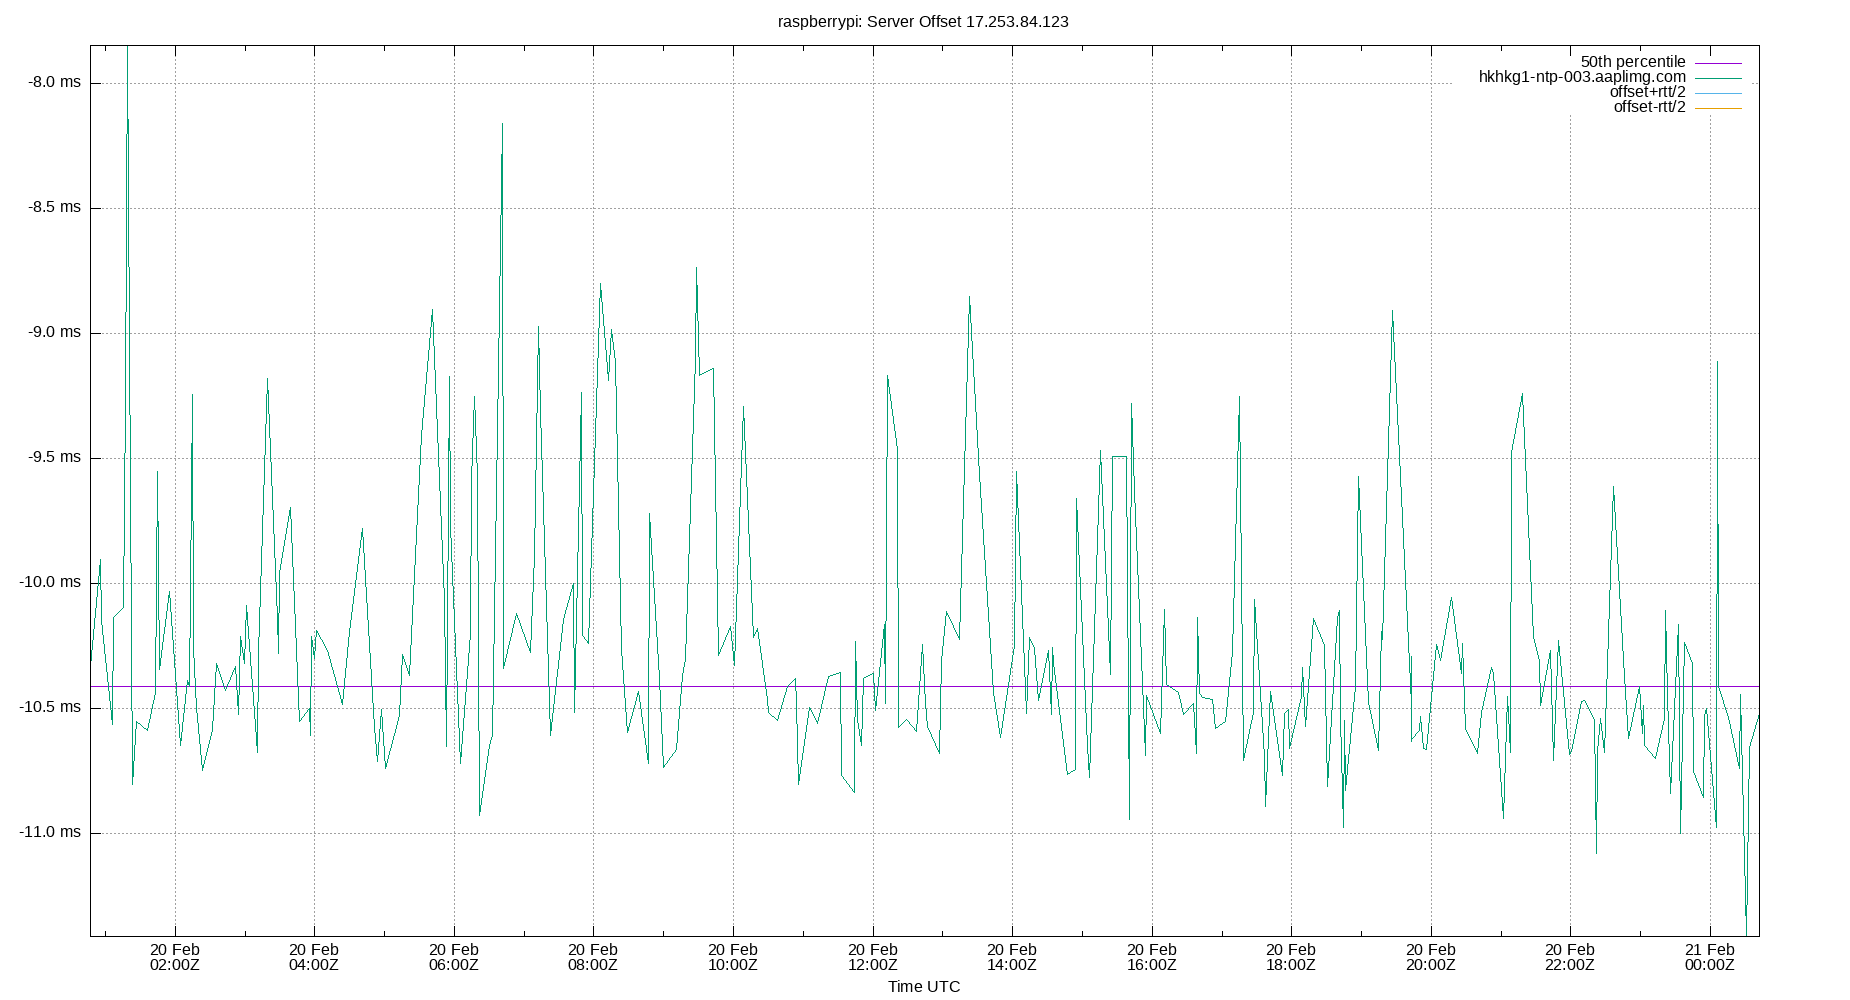 raspberrypi: Server Offset 17.253.84.123
50th percentile
hkhkg1-ntp-003.aaplimg.com
offset+rtt/2
offset-rtt/2
-8.0 ms
-8.5 ms
-9.0 ms
-9.5 ms
-10.0 ms
-10.5 ms
-11.0 ms
20 Feb 20 Feb 20 Feb 20 Feb 20 Feb 20 Feb 20 Feb 20 Feb 20 Feb 20 Feb 20 Feb 21 Feb
02:00Z 04:00Z 06:00Z 08:00Z 10:00Z 12:00Z 14:00Z 16:00Z 18:00Z 20:00Z 22:00Z 00:00Z
Time UTC